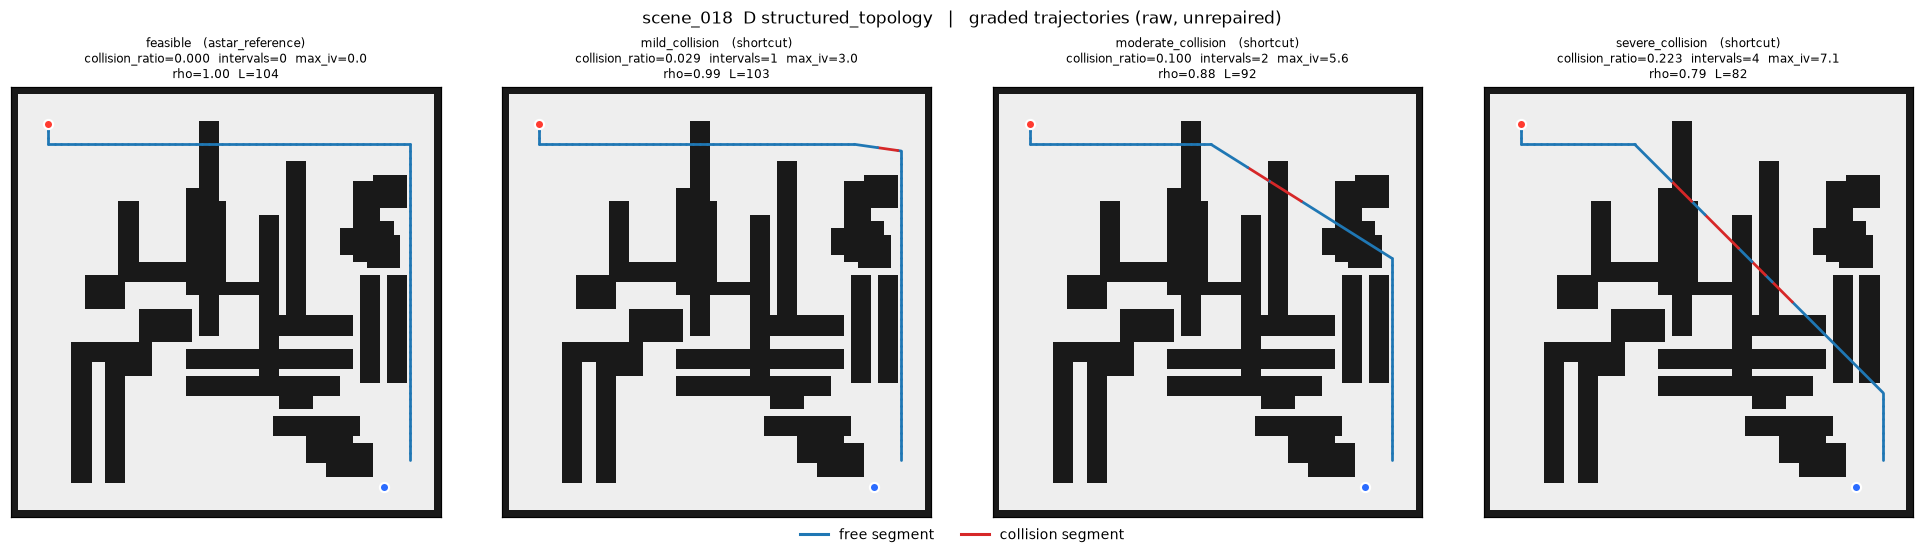 scene_018  D structured_topology   |   graded trajectories (raw, unrepaired)
feasible   (astar_reference)
collision_ratio=0.000  intervals=0  max_iv=0.0
rho=1.00  L=104
mild_collision   (shortcut)
collision_ratio=0.029  intervals=1  max_iv=3.0
rho=0.99  L=103
moderate_collision   (shortcut)
collision_ratio=0.100  intervals=2  max_iv=5.6
rho=0.88  L=92
severe_collision   (shortcut)
collision_ratio=0.223  intervals=4  max_iv=7.1
rho=0.79  L=82
free segment
collision segment